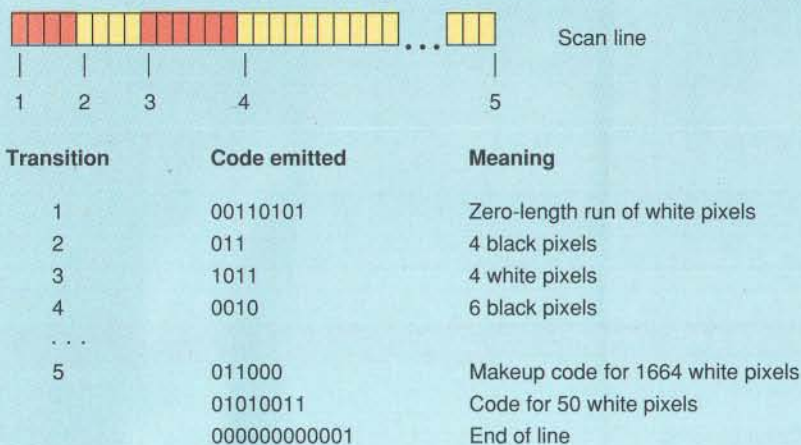 Scan line
1 2 3 4 5
Transition Code emitted Meaning
1 00110101 Zero-length run of white pixels
2 011 4 black pixels
3 1011 4 white pixels
4 0010 6 black pixels
. . .
5 011000 Makeup code for 1664 white pixels
01010011 Code for 50 white pixels
000000000001 End of line